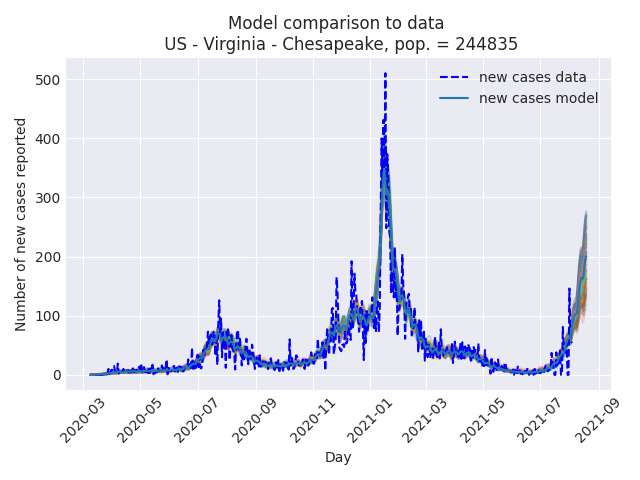 Model comparison to data
US - Virginia - Chesapeake, pop. = 244835
new cases data
new cases model
Number of new cases reported
500
400
300
200
100
0
2020-03
2020-05
2020-07
2020-09
2020-11
2021-01
2021-03
2021-05
2021-07
2021-09
Day